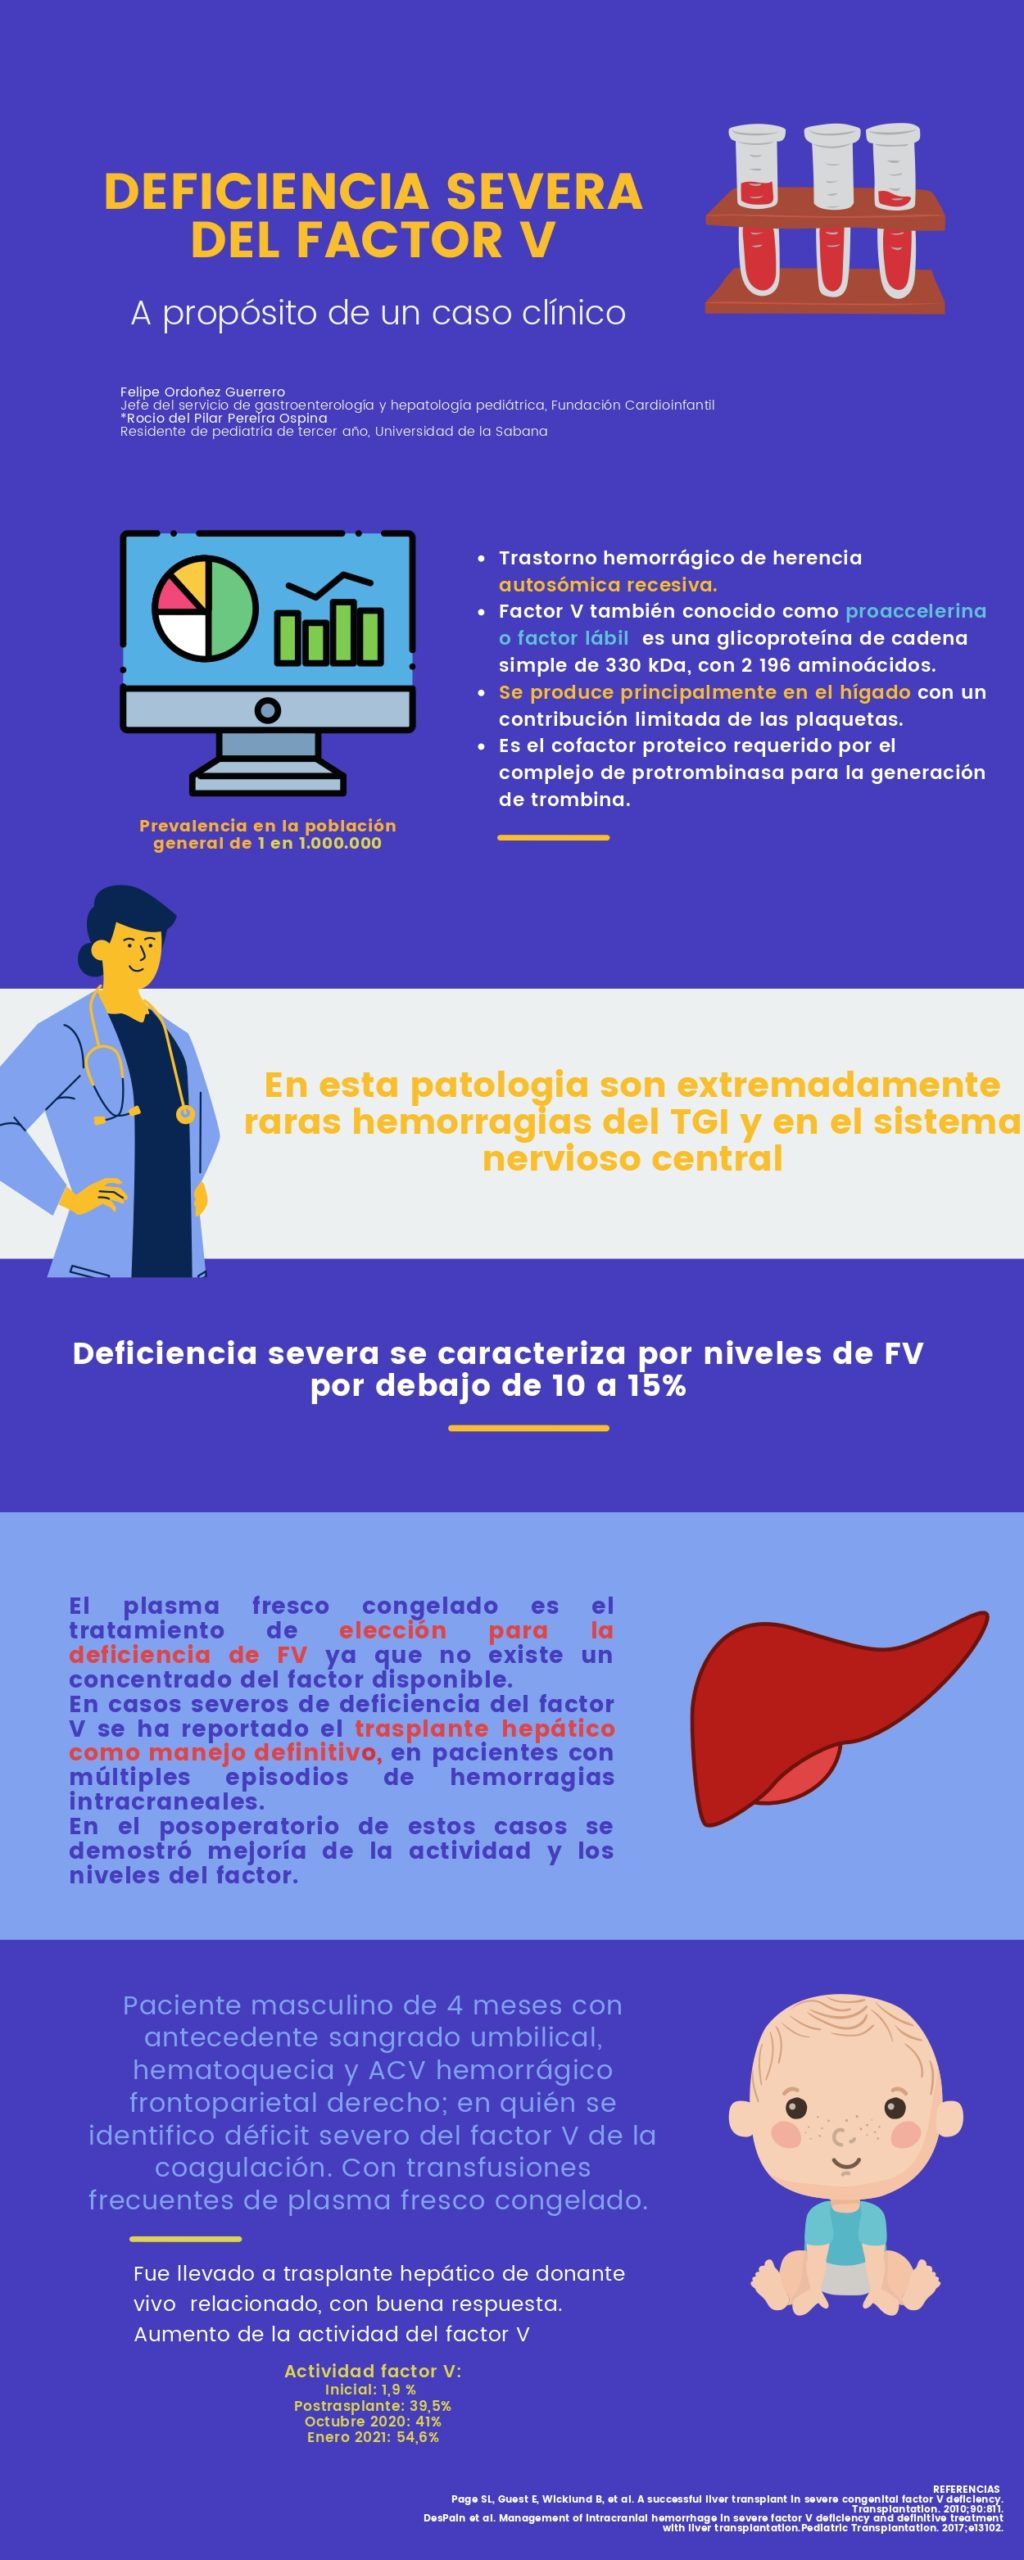 DEFICIENCIA SEVERA
DEL FACTOR V
A propósito de un caso clínico
Felipe Ordoñez Guerrero
Jefe del servicio de gastroenterología y hepatología pediátrica, Fundación Cardioinfantil
*Rocio del Pilar Pereira Ospina
Residente de pediatría de tercer año, Universidad de la Sabana
• Trastorno hemorrágico de herencia
autosómica recesiva.
• Factor V también conocido como proaccelerina
o factor lábil es una glicoproteína de cadena
simple de 330 kDa, con 2 196 aminoácidos.
• Se produce principalmente en el hígado con un
contribución limitada de las plaquetas.
• Es el cofactor proteico requerido por el
complejo de protrombinasa para la generación
de trombina.
Prevalencia en la población
general de 1 en 1.000.000
En esta patologia son extremadamente
raras hemorragias del TGI y en el sistema
nervioso central
Deficiencia severa se caracteriza por niveles de FV
por debajo de 10 a 15%
El plasma fresco congelado es el
tratamiento de elección para la
deficiencia de FV ya que no existe un
concentrado del factor disponible.
En casos severos de deficiencia del factor
V se ha reportado el trasplante hepático
como manejo definitivo, en pacientes con
múltiples episodios de hemorragias
intracraneales.
En el posoperatorio de estos casos se
demostró mejoría de la actividad y los
niveles del factor.
Paciente masculino de 4 meses con
antecedente sangrado umbilical,
hematoquecia y ACV hemorrágico
frontoparietal derecho; en quién se
identifico déficit severo del factor V de la
coagulación. Con transfusiones
frecuentes de plasma fresco congelado.
Fue llevado a trasplante hepático de donante
vivo relacionado, con buena respuesta.
Aumento de la actividad del factor V
Actividad factor V:
Inicial: 1,9 %
Postrasplante: 39,5%
Octubre 2020: 41%
Enero 2021: 54,6%
REFERENCIAS
Page SL, Guest E, Wicklund B, et al. A successful liver transplant in severe congenital factor V deficiency.
Transplantation. 2010;90:811.
DesPain et al. Management of intracranial hemorrhage in severe factor V deficiency and definitive treatment
with liver transplantation.Pediatric Transplantation. 2017;e13102.